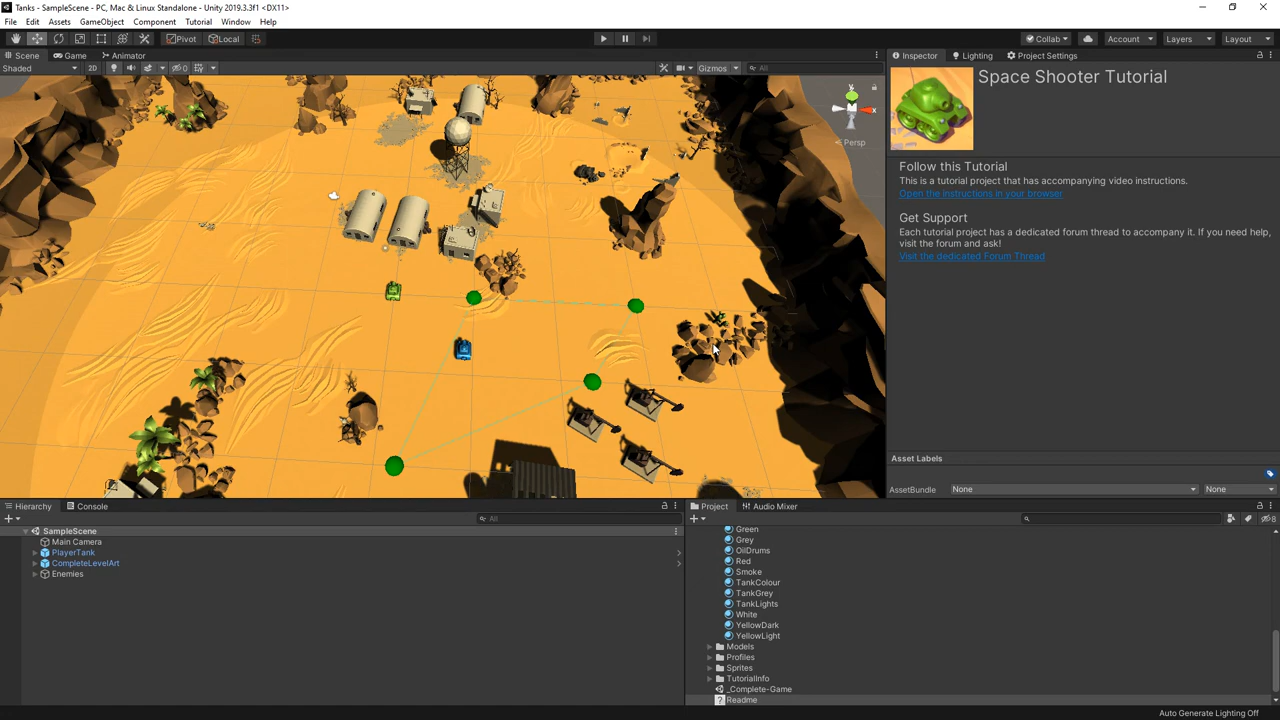 Tanks - SampleScene - PC, Mac & Linux Standalone - Unity 2019.3.3f1 <DX11>
File Edit Assets GameObject Component Tutorial Window Help
Pivot Local Collab Account Layers Layout
Scene Game Animator
Shaded 2D 0 Gizmos All
y
x
Persp
Inspector Lighting Project Settings
Space Shooter Tutorial
Follow this Tutorial
This is a tutorial project that has accompanying video instructions.
Open the instructions in your browser
Get Support
Each tutorial project has a dedicated forum thread to accompany it. If you need help,
visit the forum and ask!
Visit the dedicated Forum Thread
Asset Labels
AssetBundle None None
Hierarchy Console
All
SampleScene
Main Camera
PlayerTank
CompleteLevelArt
Enemies
Project Audio Mixer
8
Green
Grey
OilDrums
Red
Smoke
TankColour
TankGrey
TankLights
White
YellowDark
YellowLight
Models
Profiles
Sprites
TutorialInfo
_Complete-Game
Readme
Auto Generate Lighting Off